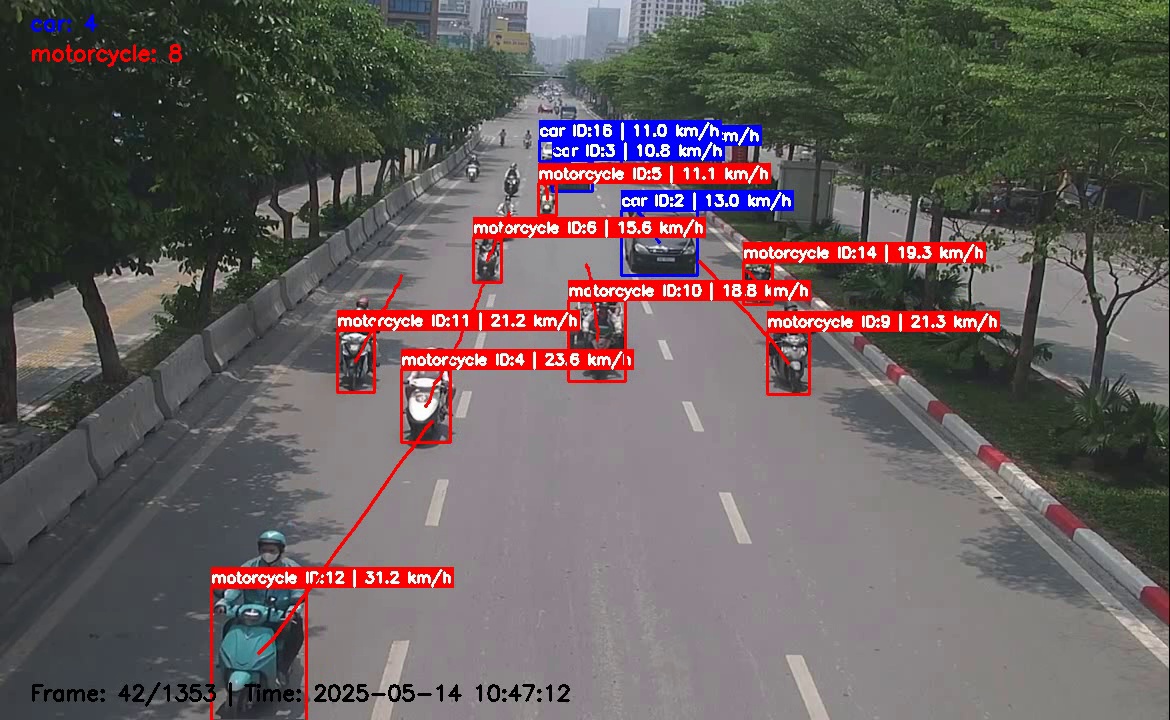 car: 4
motorcycle: 8
car ID:16 | 11.0 km/h
km/h
car ID:3 | 10.8 km/h
motorcycle ID:5 | 11.1 km/h
car ID:2 | 13.0 km/h
motorcycle ID:6 | 15.6 km/h
motorcycle ID:14 | 19.3 km/h
motorcycle ID:10 | 18.8 km/h
motorcycle ID:11 | 21.2 km/h
motorcycle ID:9 | 21.3 km/h
motorcycle ID:4 | 23.6 km/h
motorcycle ID:12 | 31.2 km/h
Frame: 42/1353 | Time: 2025-05-14 10:47:12